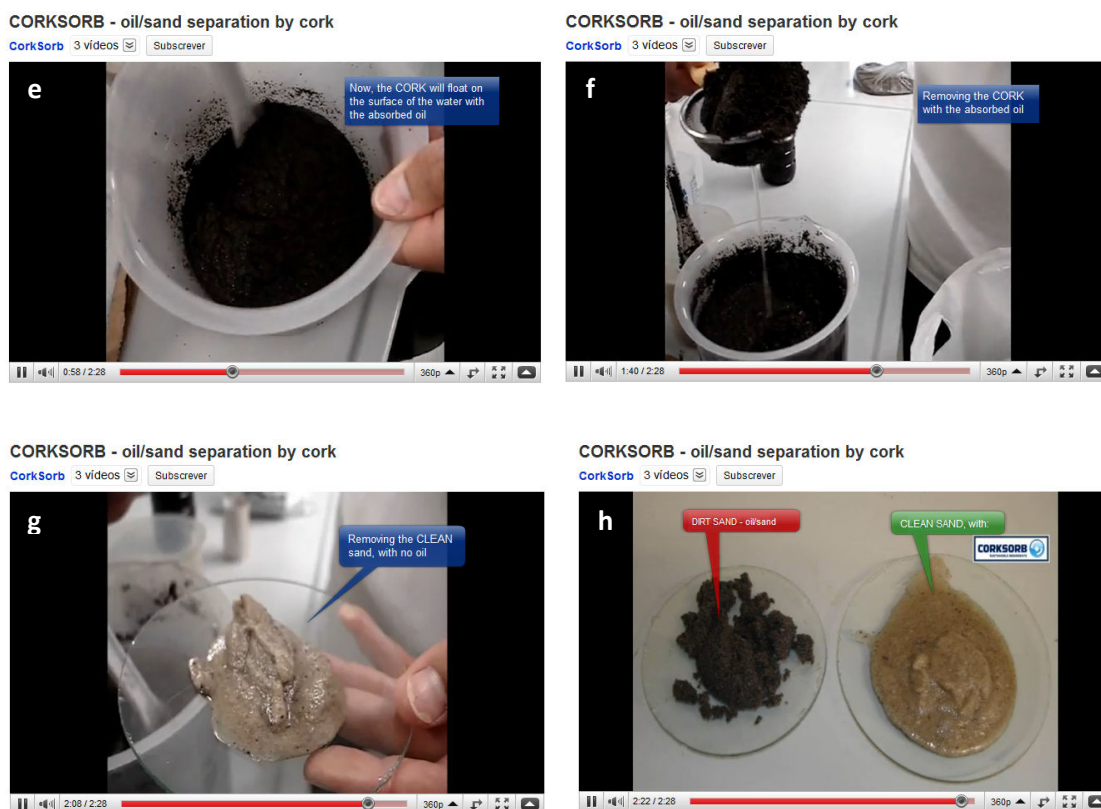 CORKSORB - oil/sand separation by cork
CorkSorb 3 vídeos Subscrever
e
Now, the CORK will float on
the surface of the water with
the absorbed oil
0:58 / 2:28 360p
CORKSORB - oil/sand separation by cork
CorkSorb 3 vídeos Subscrever
f
Removing the CORK
with the absorbed oil
1:40 / 2:28 360p
CORKSORB - oil/sand separation by cork
CorkSorb 3 vídeos Subscrever
g
Removing the CLEAN
sand, with no oil
2:08 / 2:28 360p
CORKSORB - oil/sand separation by cork
CorkSorb 3 vídeos Subscrever
h
DIRT SAND - oil/sand
CLEAN SAND, with:
CORKSORB
2:22 / 2:28 360p